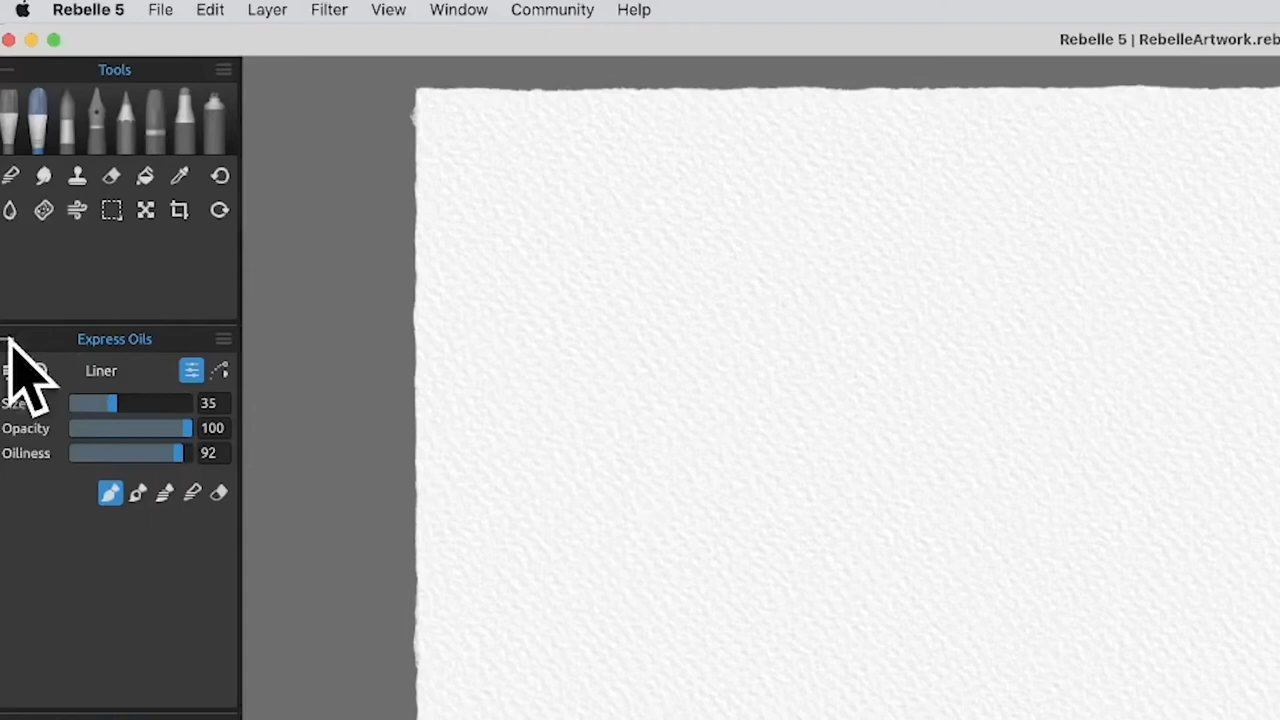 Rebelle 5 File Edit Layer Filter View Window Community Help
Rebelle 5 | RebelleArtwork.reb
Tools
Express Oils
Liner
Size 35
Opacity 100
Oiliness 92